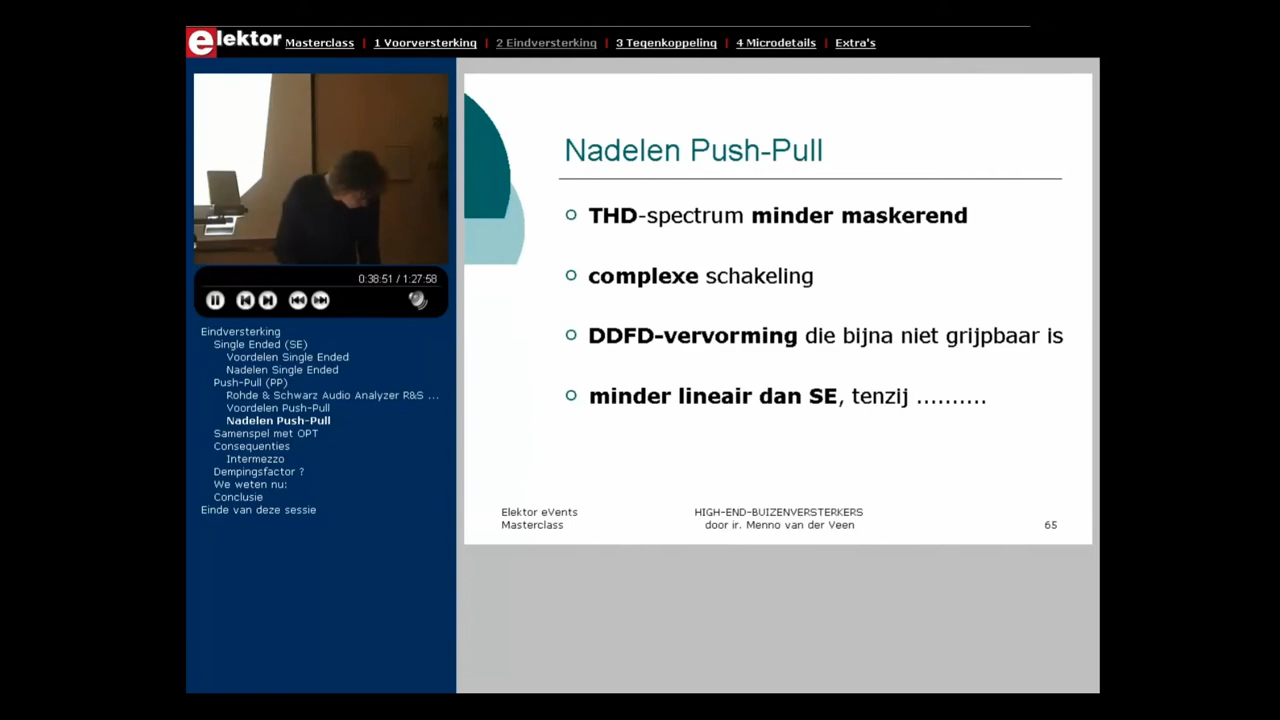 elektor Masterclass | 1 Voorversterking | 2 Eindversterking | 3 Tegenkoppeling | 4 Microdetails | Extra's
0:38:51 / 1:27:58
Eindversterking
Single Ended (SE)
Voordelen Single Ended
Nadelen Single Ended
Push-Pull (PP)
Rohde & Schwarz Audio Analyzer R&S ...
Voordelen Push-Pull
Nadelen Push-Pull
Samenspel met OPT
Consequenties
Intermezzo
Dempingsfactor ?
We weten nu:
Conclusie
Einde van deze sessie
Nadelen Push-Pull
THD-spectrum minder maskerend
complexe schakeling
DDFD-vervorming die bijna niet grijpbaar is
minder lineair dan SE, tenzij ..........
Elektor eVents
Masterclass
HIGH-END-BUIZENVERSTERKERS
door ir. Menno van der Veen
65